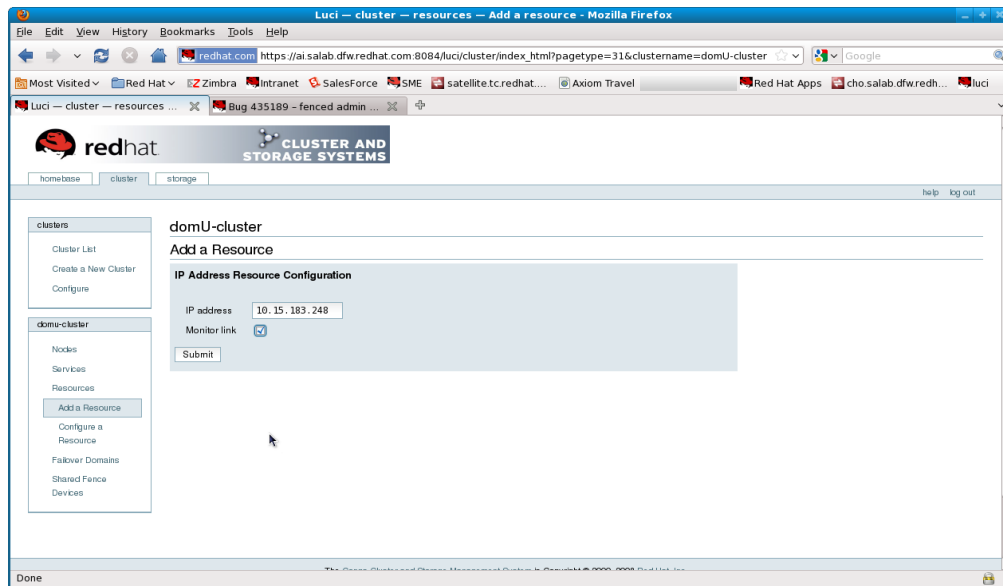 Luci — cluster — resources — Add a resource - Mozilla Firefox
File Edit View History Bookmarks Tools Help
redhat.com https://ai.salab.dfw.redhat.com:8084/luci/cluster/index_html?pagetype=31&clustername=domU-cluster Google
Most Visited Red Hat Zimbra Intranet SalesForce SME satellite.tc.redhat.... Axiom Travel Red Hat Apps cho.salab.dfw.redh... luci
Luci — cluster — resources ... Bug 435189 – fenced admin ...
redhat.
CLUSTER AND
STORAGE SYSTEMS
homebase cluster storage
help log out
clusters
Cluster List
Create a New Cluster
Configure
domu-cluster
Nodes
Services
Resources
Add a Resource
Configure a
Resource
Failover Domains
Shared Fence
Devices
domU-cluster
Add a Resource
IP Address Resource Configuration
IP address 10.15.183.248
Monitor link
Submit
Done